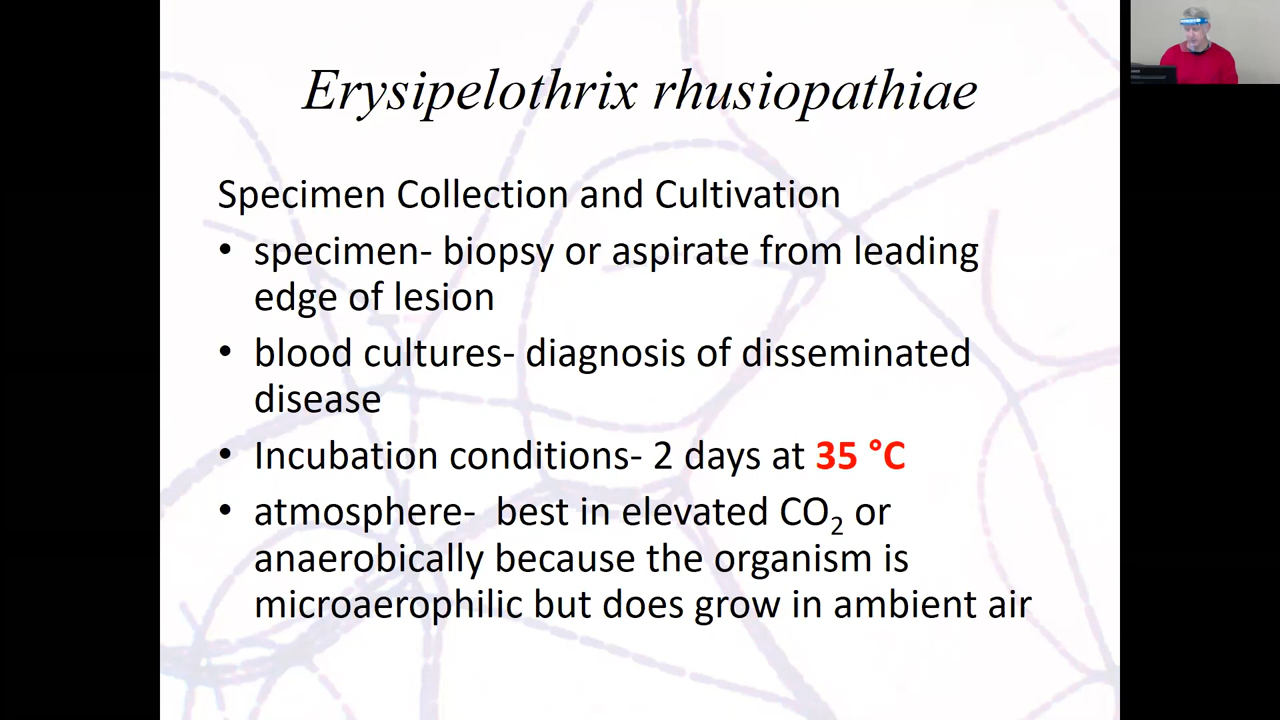 Erysipelothrix rhusiopathiae
Specimen Collection and Cultivation
• specimen- biopsy or aspirate from leading
edge of lesion
• blood cultures- diagnosis of disseminated
disease
• Incubation conditions- 2 days at 35 °C
• atmosphere- best in elevated CO₂ or
anaerobically because the organism is
microaerophilic but does grow in ambient air